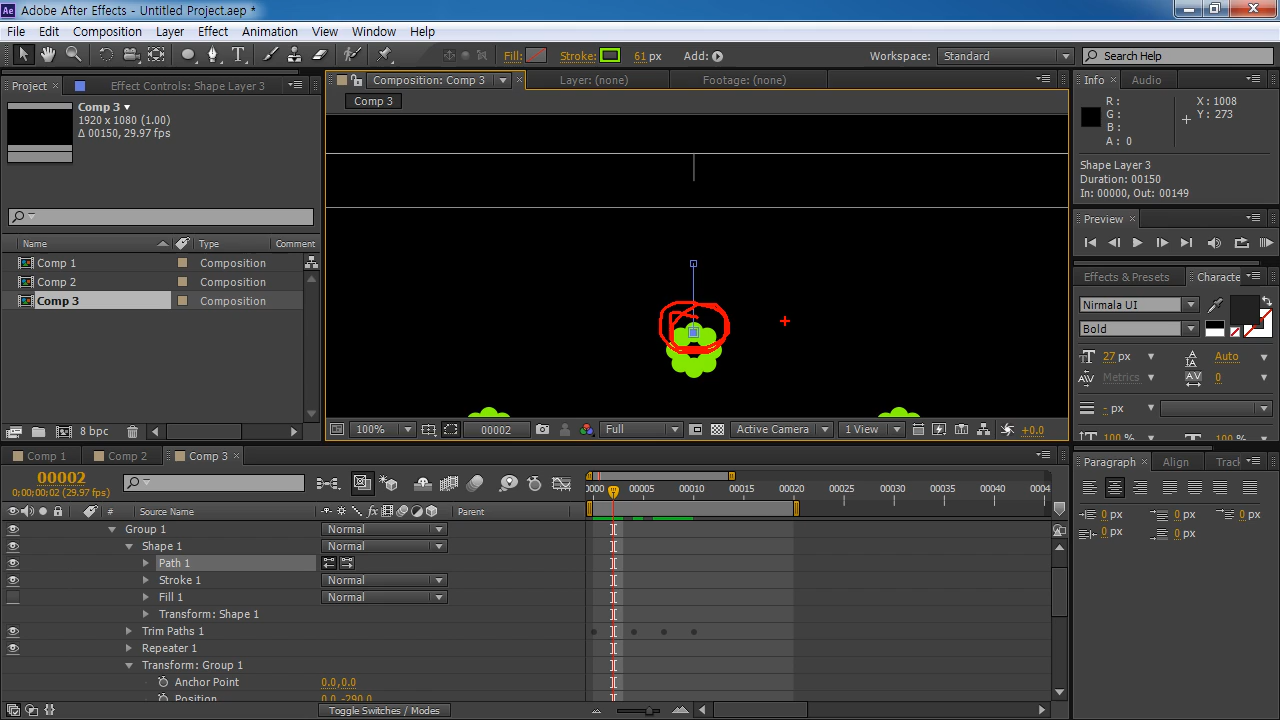 Ae Adobe After Effects - Untitled Project.aep *
File Edit Composition Layer Effect Animation View Window Help
Fill: Stroke: 61 px Add: Workspace: Standard Search Help
Project Effect Controls: Shape Layer 3
Composition: Comp 3 Layer: (none) Footage: (none)
Info Audio
Comp 3
1920 x 1080 (1.00)
Δ 00150, 29.97 fps
Comp 3
R :
G :
B :
A : 0
X : 1008
Y : 273
Shape Layer 3
Duration: 00150
In: 00000, Out: 00149
Preview
Name Type Comment
Comp 1 Composition
Comp 2 Composition
Comp 3 Composition
Effects & Presets Characte
Nirmala UI
Bold
27 px Auto
Metrics 0
- px
100 % 100 %
8 bpc
100% 00002 Full Active Camera 1 View +0.0
Comp 1 Comp 2 Comp 3
Paragraph Align Track
00002
0;00;00;02 (29.97 fps)
0000 00005 00010 00015 00020 00025 00030 00035 00040 0004
# Source Name Parent
0 px 0 px 0 px
0 px 0 px
Group 1 Normal
Shape 1 Normal
Path 1
Stroke 1 Normal
Fill 1 Normal
Transform: Shape 1
Trim Paths 1
Repeater 1
Transform: Group 1
Anchor Point 0.0,0.0
Position 0.0,-290.0
Toggle Switches / Modes